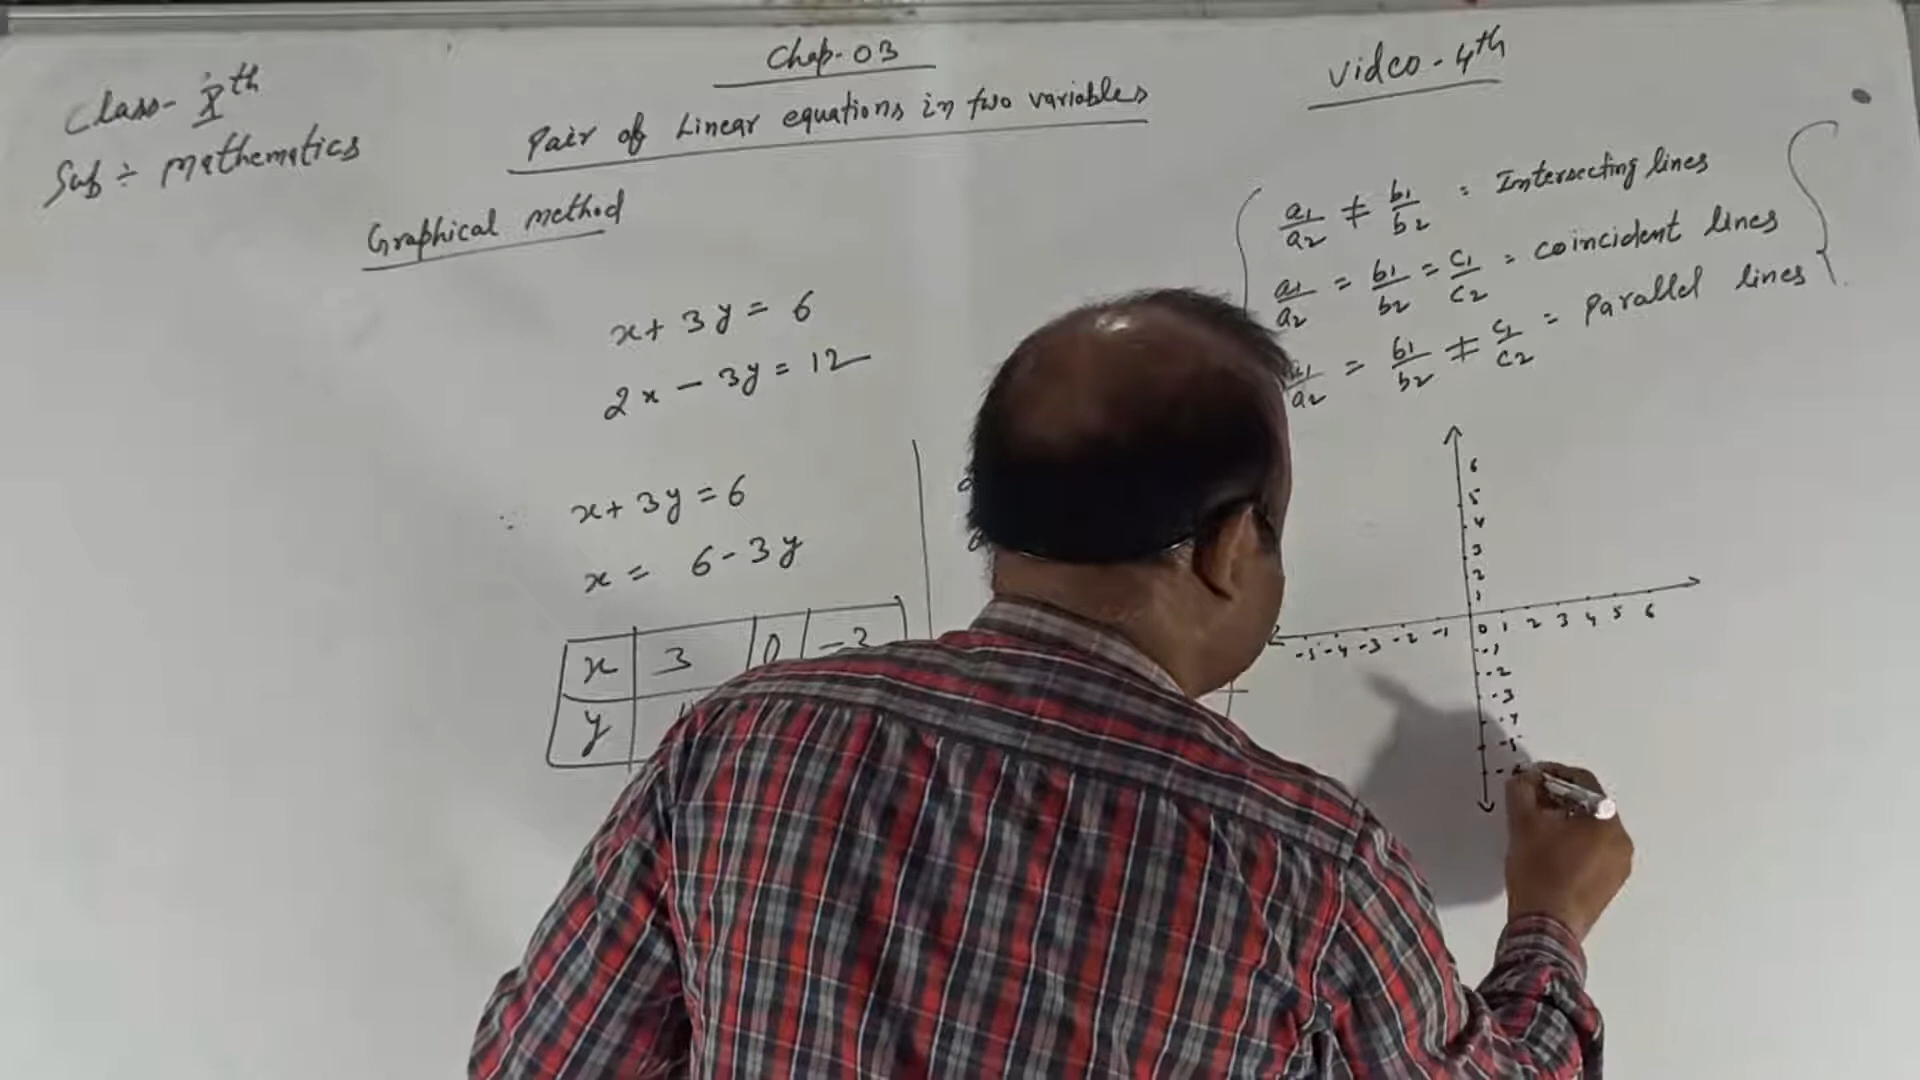 Chap-03
Video-4th
Class- Xth
Sub ÷ Mathematics
Pair of Linear equations in two variables
Graphical method
a1/a2 ≠ b1/b2 = Intersecting lines
a1/a2 = b1/b2 = c1/c2 = coincident lines
a1/a2 = b1/b2 ≠ c1/c2 = Parallel lines
x + 3y = 6
2x - 3y = 12
x + 3y = 6
x = 6 - 3y
x 3 0 -3
y
6
5
4
3
2
1
-5 -4 -3 -2 -1 0 1 2 3 4 5 6
-1
-2
-3
-4
-5